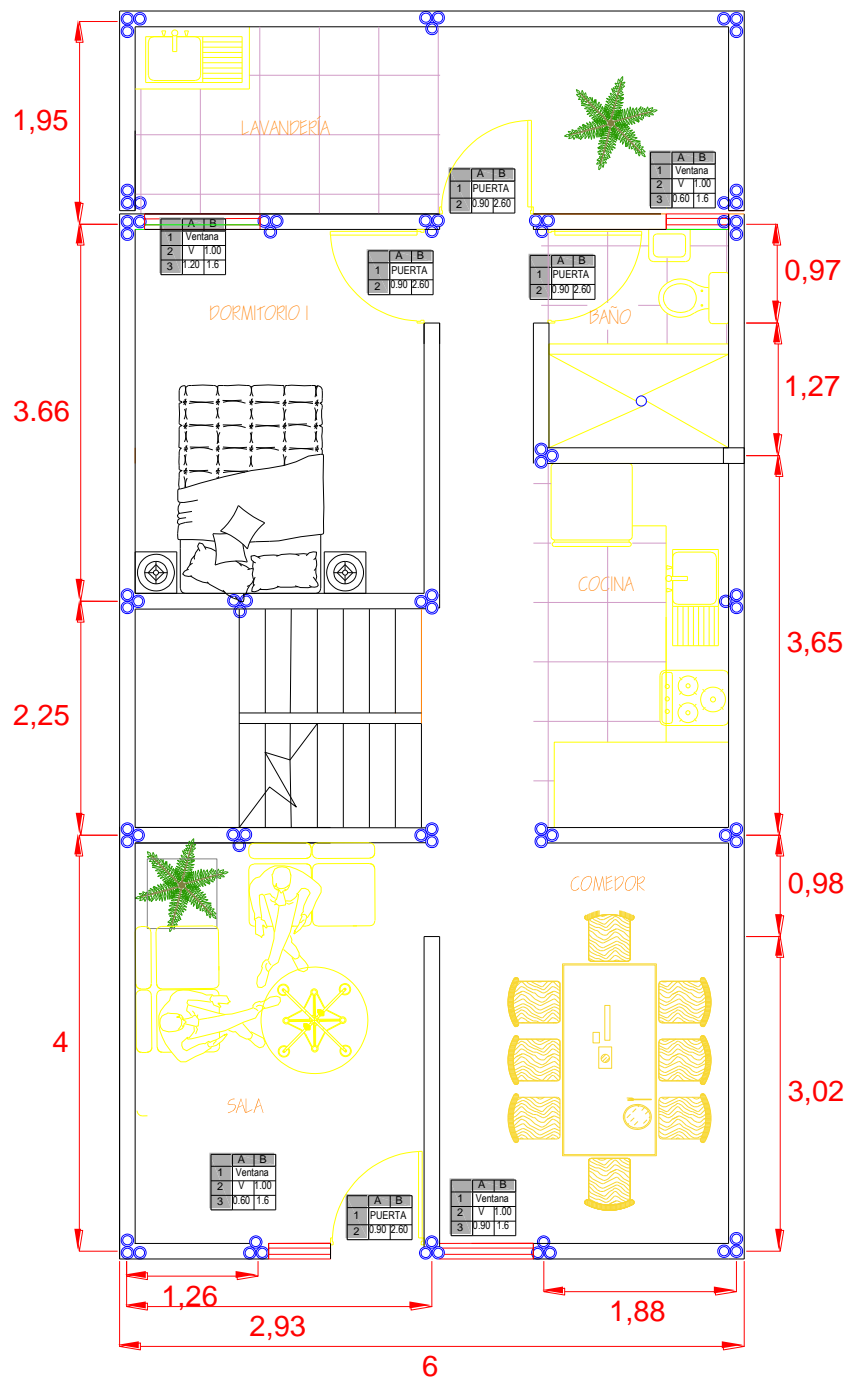 1,95
LAVANDERÍA
A B
1 PUERTA
2 0.90 2.60
A B
1 Ventana
2 V 1.00
3 0.60 1.6
A B
1 Ventana
2 V 1.00
3 1.20 1.6
A B
1 PUERTA
2 0.90 2.60
A B
1 PUERTA
2 0.90 2.60
0,97
DORMITORIO 1
BAÑO
3.66
1,27
COCINA
3,65
2,25
COMEDOR
0,98
4
SALA
3,02
A B
1 Ventana
2 V 1.00
3 0.60 1.6
A B
1 PUERTA
2 0.90 2.60
A B
1 Ventana
2 V 1.00
3 0.90 1.6
1,26
2,93
1,88
6